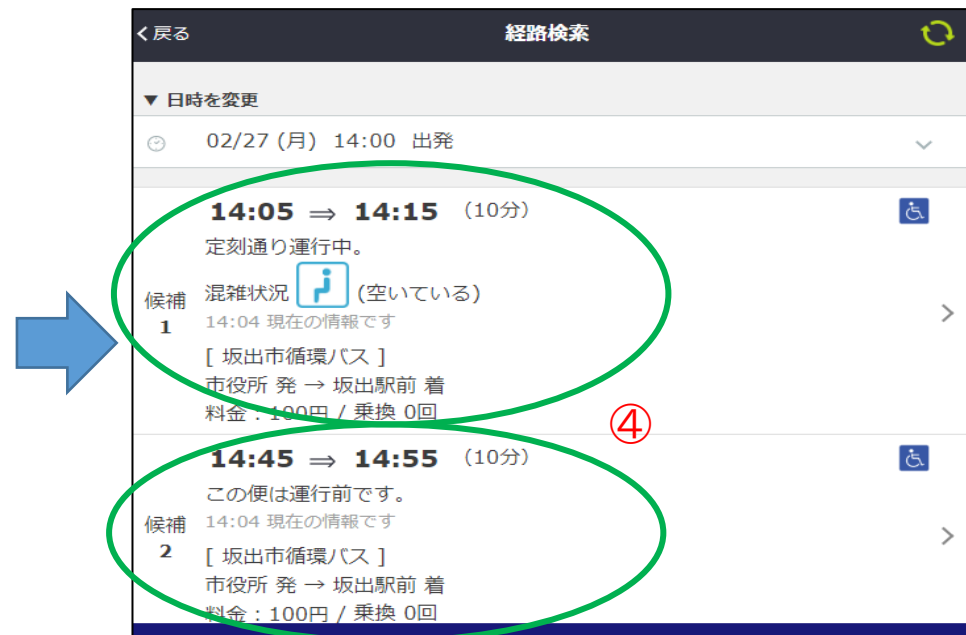 戻る 経路検索
▼ 日時を変更
02/27 (月) 14:00 出発
14:05 ⇒ 14:15 (10分)
定刻通り運行中。
混雑状況 (空いている)
候補
1
14:04 現在の情報です
[ 坂出市循環バス ]
市役所 発 → 坂出駅前 着
料金：100円 / 乗換 0回
④
14:45 ⇒ 14:55 (10分)
この便は運行前です。
候補
2
14:04 現在の情報です
[ 坂出市循環バス ]
市役所 発 → 坂出駅前 着
料金：100円 / 乗換 0回